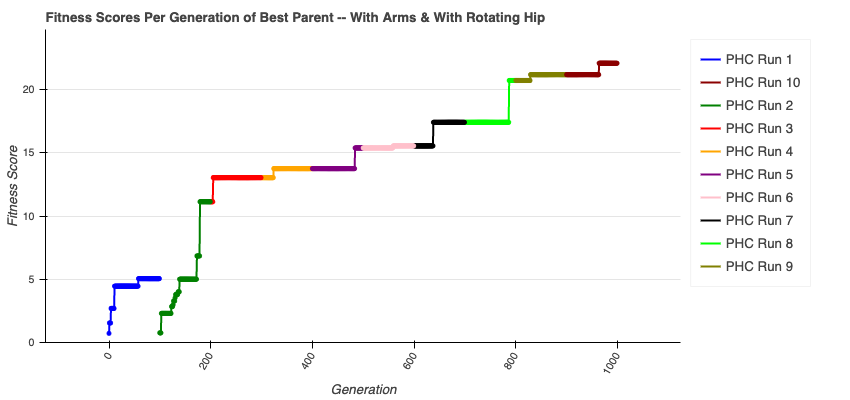 Fitness Scores Per Generation of Best Parent -- With Arms & With Rotating Hip
Fitness Score
20
15
10
5
0
0
200
400
600
800
1000
Generation
PHC Run 1
PHC Run 10
PHC Run 2
PHC Run 3
PHC Run 4
PHC Run 5
PHC Run 6
PHC Run 7
PHC Run 8
PHC Run 9